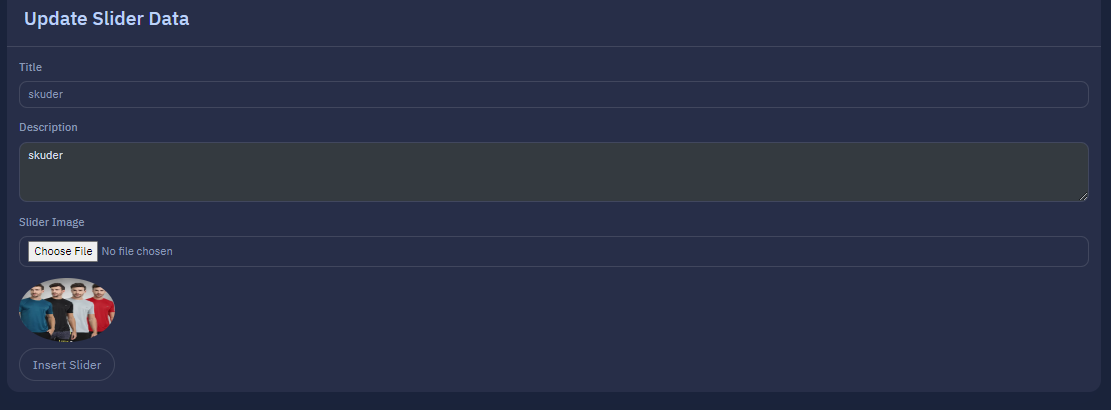 Update Slider Data
Title
skuder
Description
skuder
Slider Image
Choose File No file chosen
Insert Slider